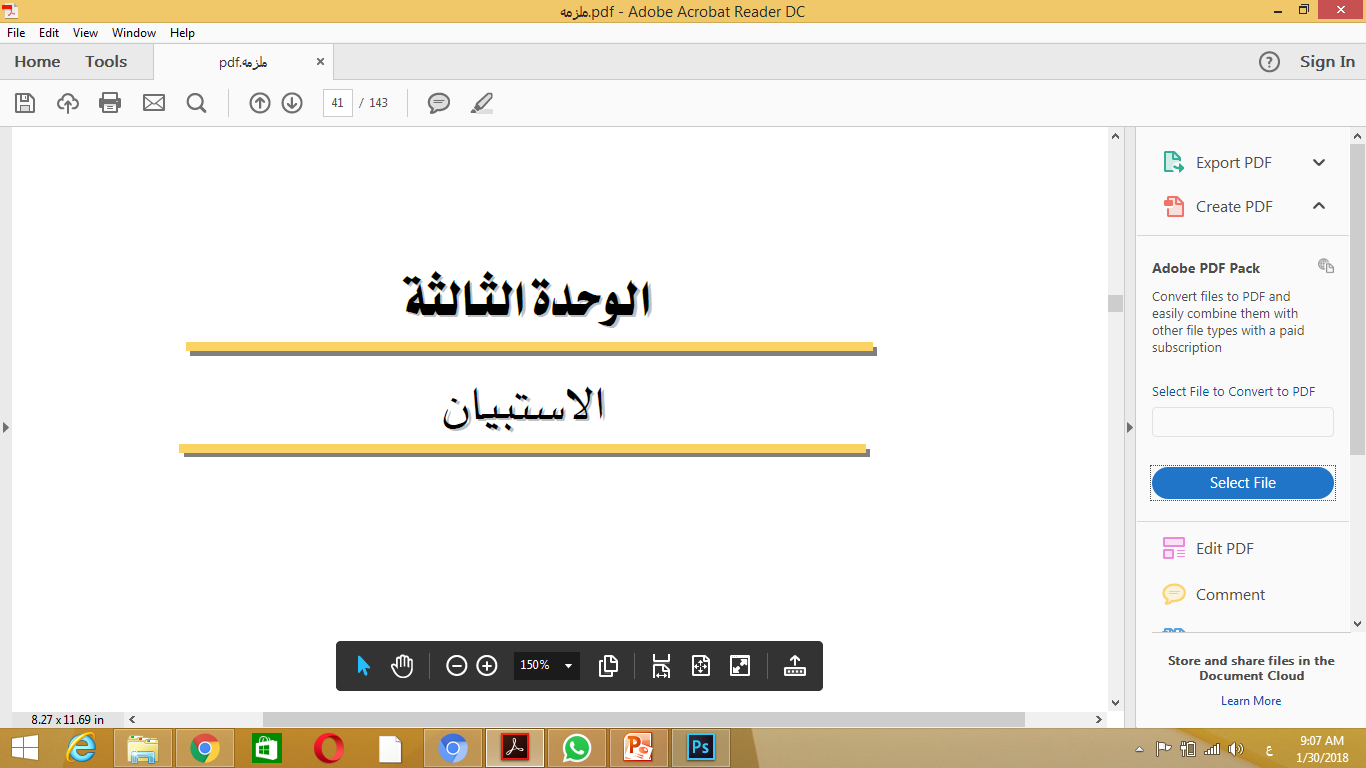 ملزمه.pdf - Adobe Acrobat Reader DC
File Edit View Window Help
Home Tools ملزمه.pdf Sign In
41 / 143
الوحدة الثالثة
الاستبيان
Export PDF
Create PDF
Adobe PDF Pack
Convert files to PDF and
easily combine them with
other file types with a paid
subscription
Select File to Convert to PDF
Select File
Edit PDF
Comment
Store and share files in the
Document Cloud
Learn More
150%
8.27 x 11.69 in
Ps
ع
9:07 AM
1/30/2018